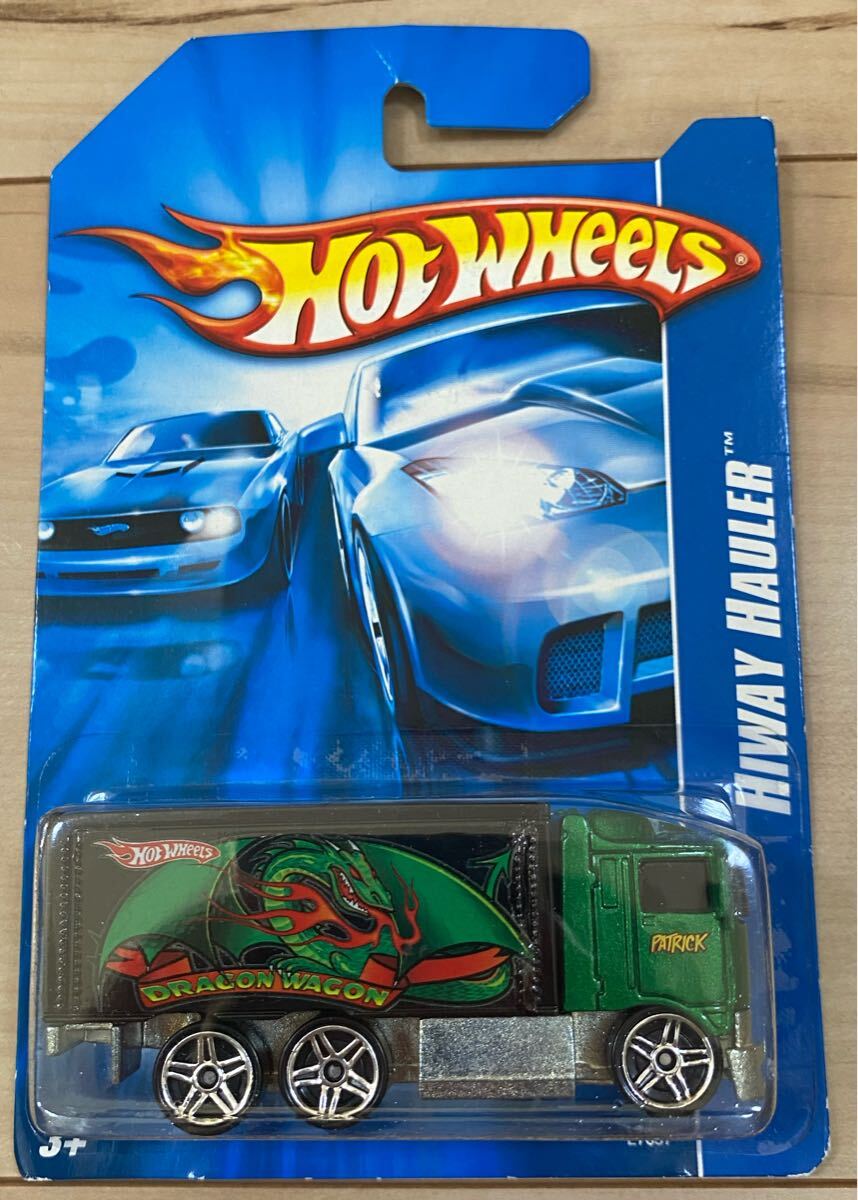 HOT WHEELS ®
HIWAY HAULER™
HOT WHEELS
DRAGON WAGON
PATRICK
3+